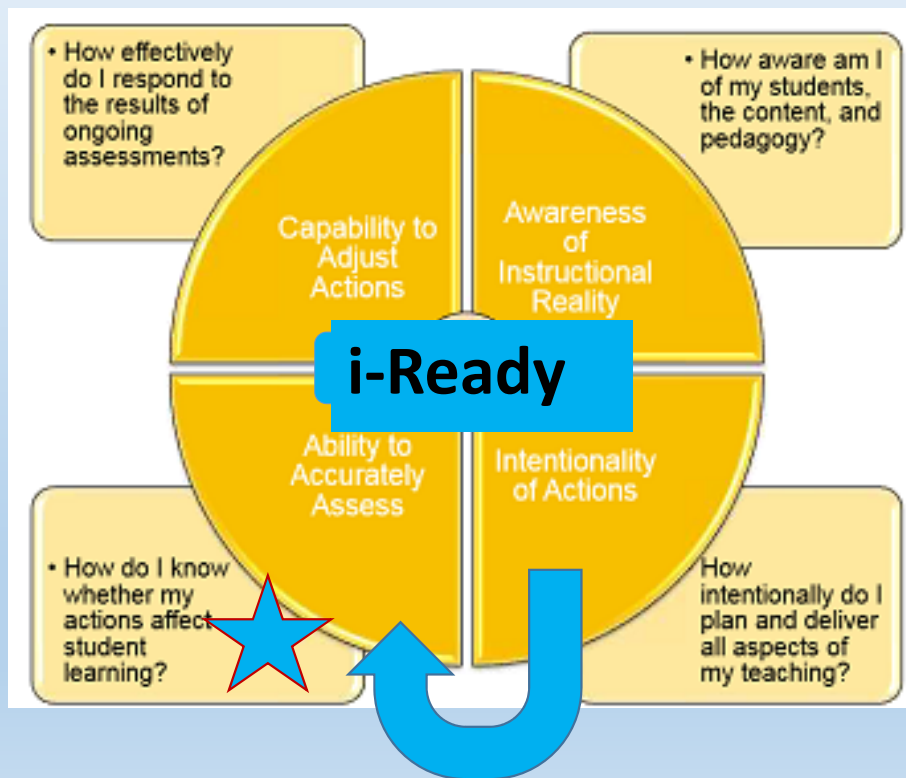 • How effectively
do I respond to
the results of
ongoing
assessments?
• How aware am I
of my students,
the content, and
pedagogy?
Capability to
Adjust
Actions
Awareness
of
Instructional
Reality
i-Ready
Ability to
Accurately
Assess
Intentionality
of Actions
• How do I know
whether my
actions affect
student
learning?
How
intentionally do I
plan and deliver
all aspects of
my teaching?